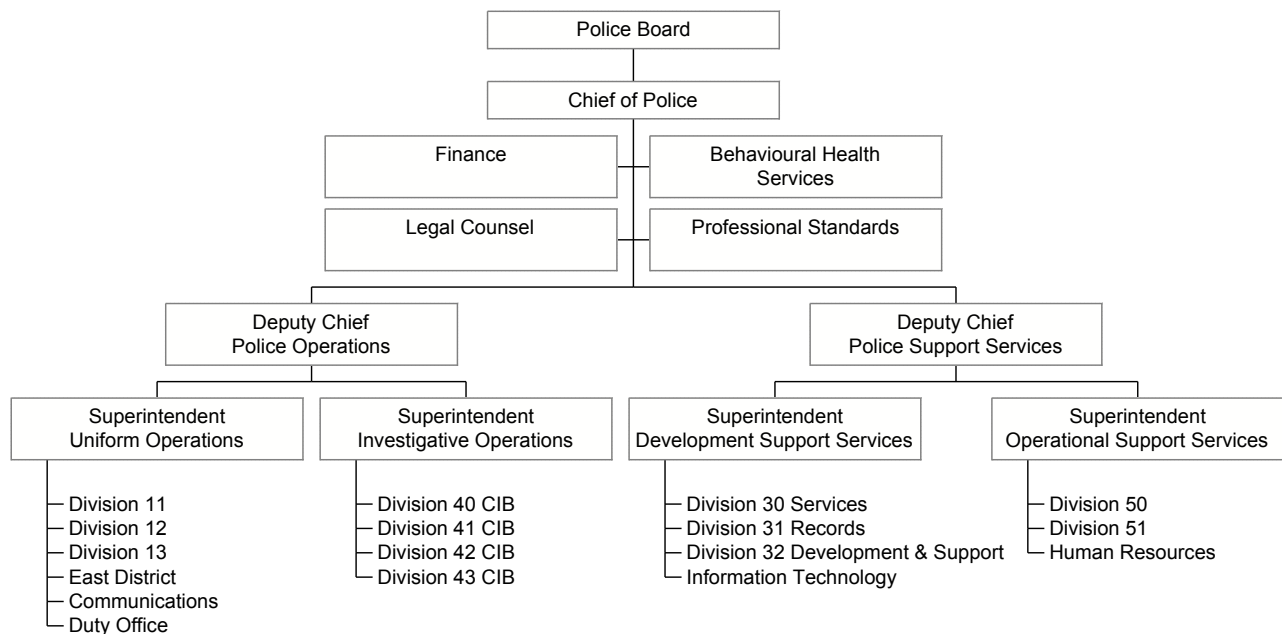 Police Board
Chief of Police
Finance
Behavioural Health
Services
Legal Counsel
Professional Standards
Deputy Chief
Police Operations
Deputy Chief
Police Support Services
Superintendent
Uniform Operations
Superintendent
Investigative Operations
Superintendent
Development Support Services
Superintendent
Operational Support Services
Division 11
Division 12
Division 13
East District
Communications
Duty Office
Division 40 CIB
Division 41 CIB
Division 42 CIB
Division 43 CIB
Division 30 Services
Division 31 Records
Division 32 Development & Support
Information Technology
Division 50
Division 51
Human Resources